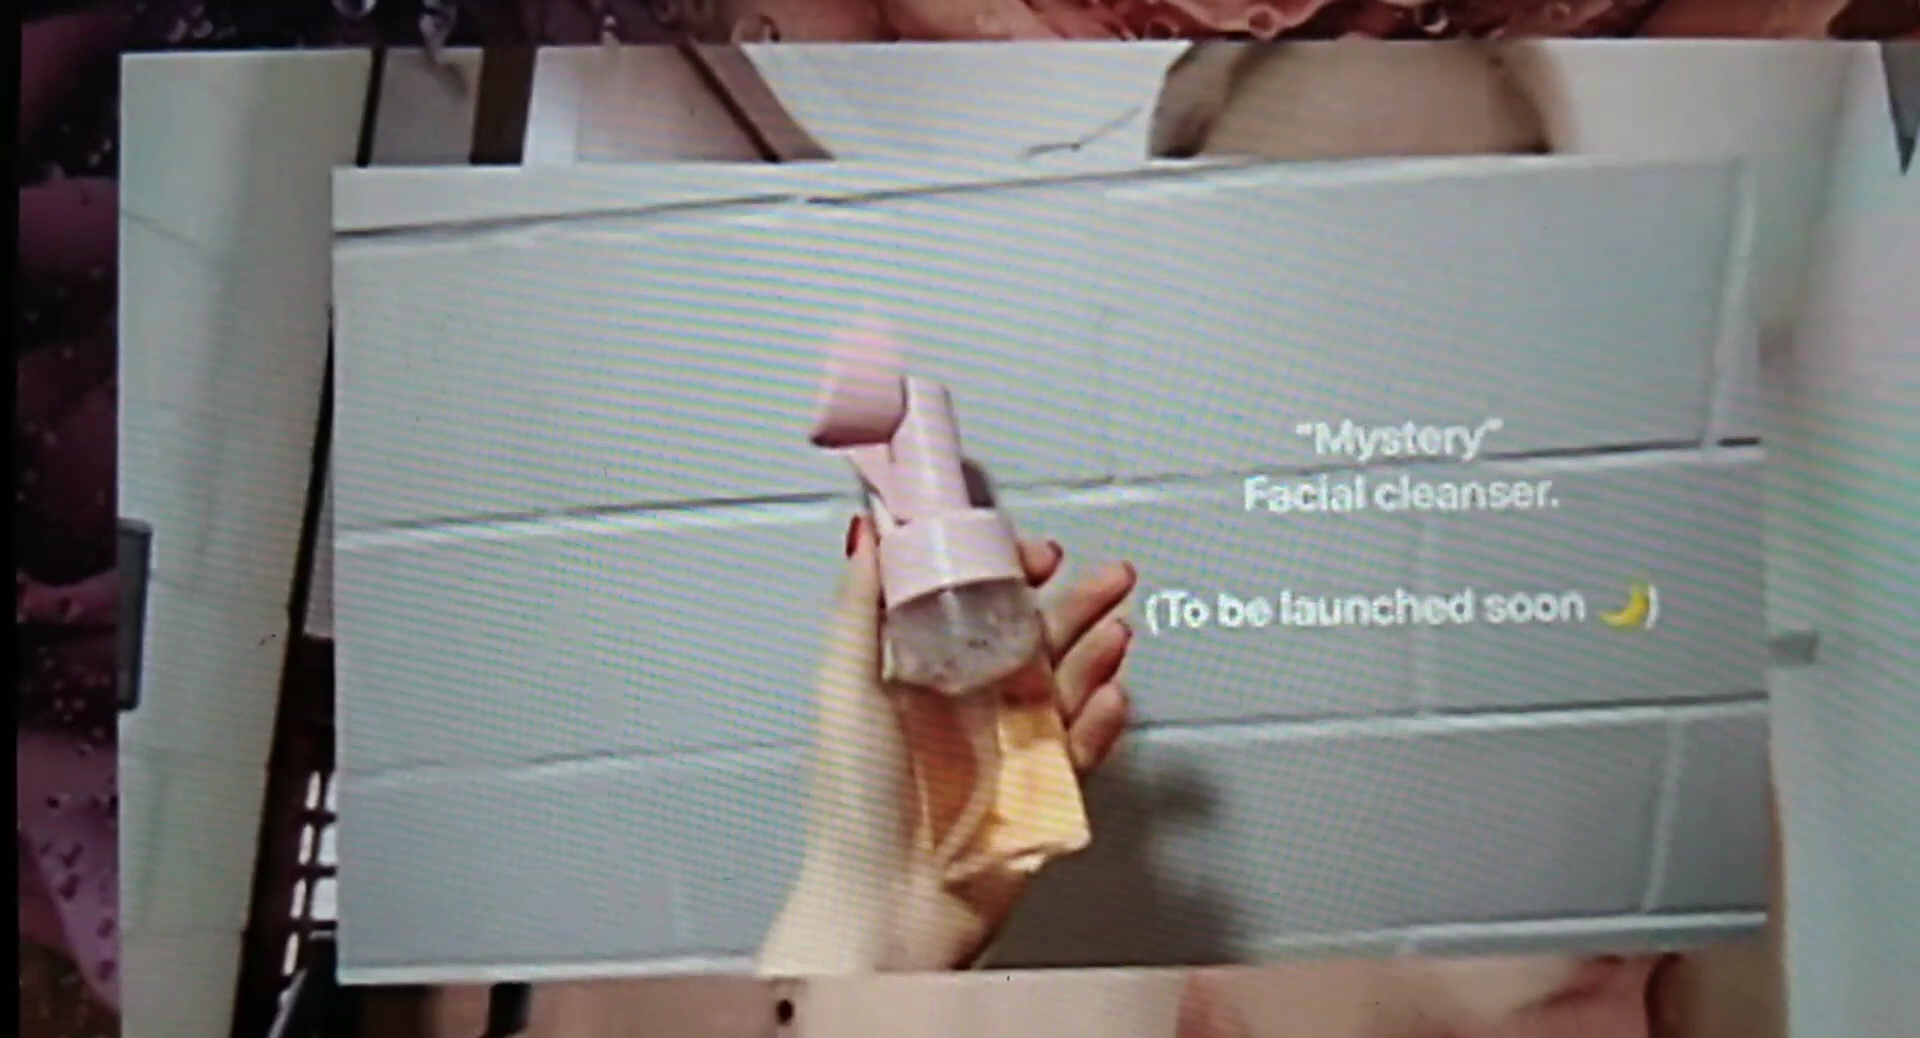 “Mystery”
Facial cleanser.
(To be launched soon 🌙)